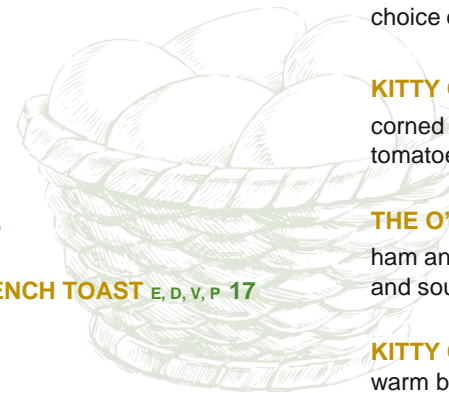 choice
KITTY
corned
tomatoe
THE O'
ham an
and sou
ENCH TOAST E, D, V, P 17
KITTY
warm b